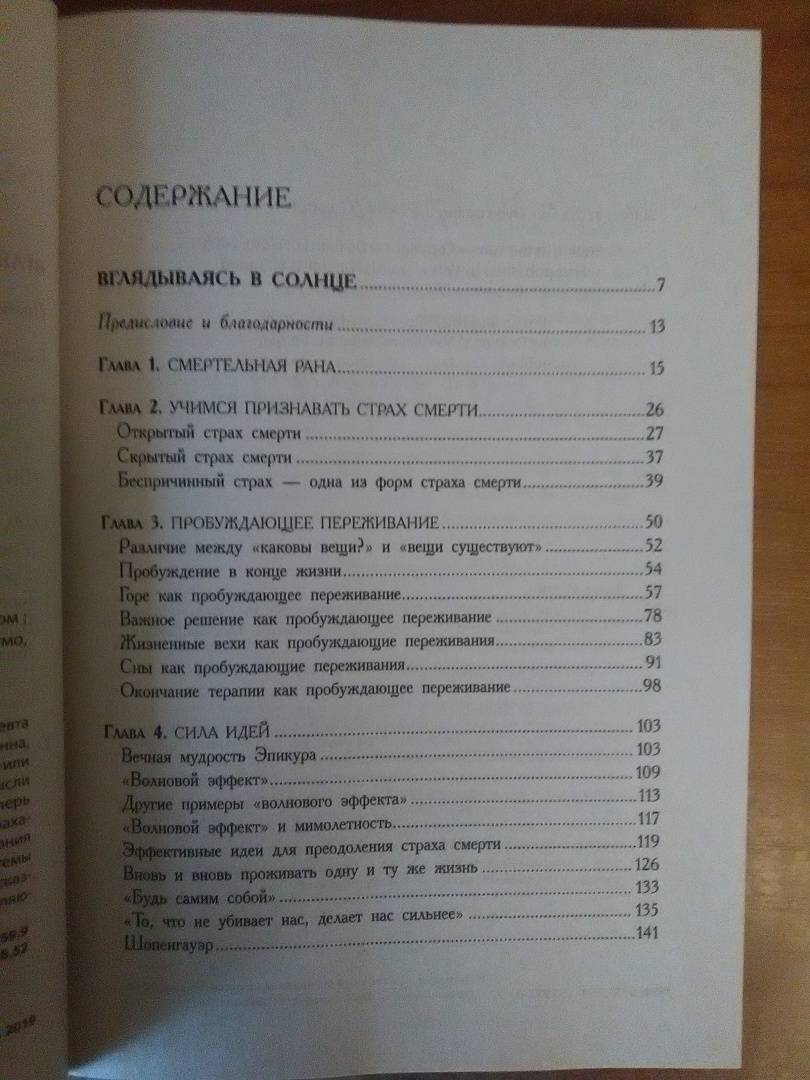 СОДЕРЖАНИЕ
ВГЛЯДЫВАЯСЬ В СОЛНЦЕ 7
Предисловие и благодарности 13
Глава 1. СМЕРТЕЛЬНАЯ РАНА 15
Глава 2. УЧИМСЯ ПРИЗНАВАТЬ СТРАХ СМЕРТИ 26
Открытый страх смерти 27
Скрытый страх смерти 37
Беспричинный страх — одна из форм страха смерти 39
Глава 3. ПРОБУЖДАЮЩЕЕ ПЕРЕЖИВАНИЕ 50
Различие между «каковы вещи?» и «вещи существуют» 52
Пробуждение в конце жизни 54
Горе как пробуждающее переживание 57
Важное решение как пробуждающее переживание 78
Жизненные вехи как пробуждающие переживания 83
Сны как пробуждающие переживания 91
Окончание терапии как пробуждающее переживание 98
Глава 4. СИЛА ИДЕЙ 103
Вечная мудрость Эпикура 103
«Волновой эффект» 109
Другие примеры «волнового эффекта» 113
«Волновой эффект» и мимолетность 117
Эффективные идеи для преодоления страха смерти 119
Вновь и вновь проживать одну и ту же жизнь 126
«Будь самим собой» 133
«То, что не убивает нас, делает нас сильнее» 135
Шопенгауэр 141
или
2019